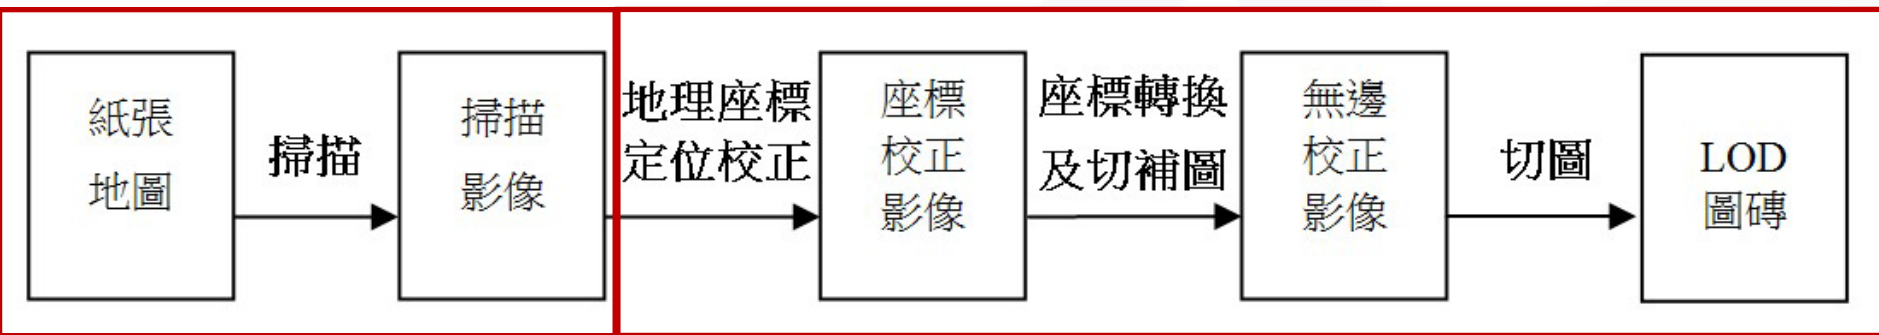 紙張
地圖
掃描
掃描
影像
地理座標
定位校正
座標
校正
影像
座標轉換
及切補圖
無邊
校正
影像
切圖
LOD
圖磚